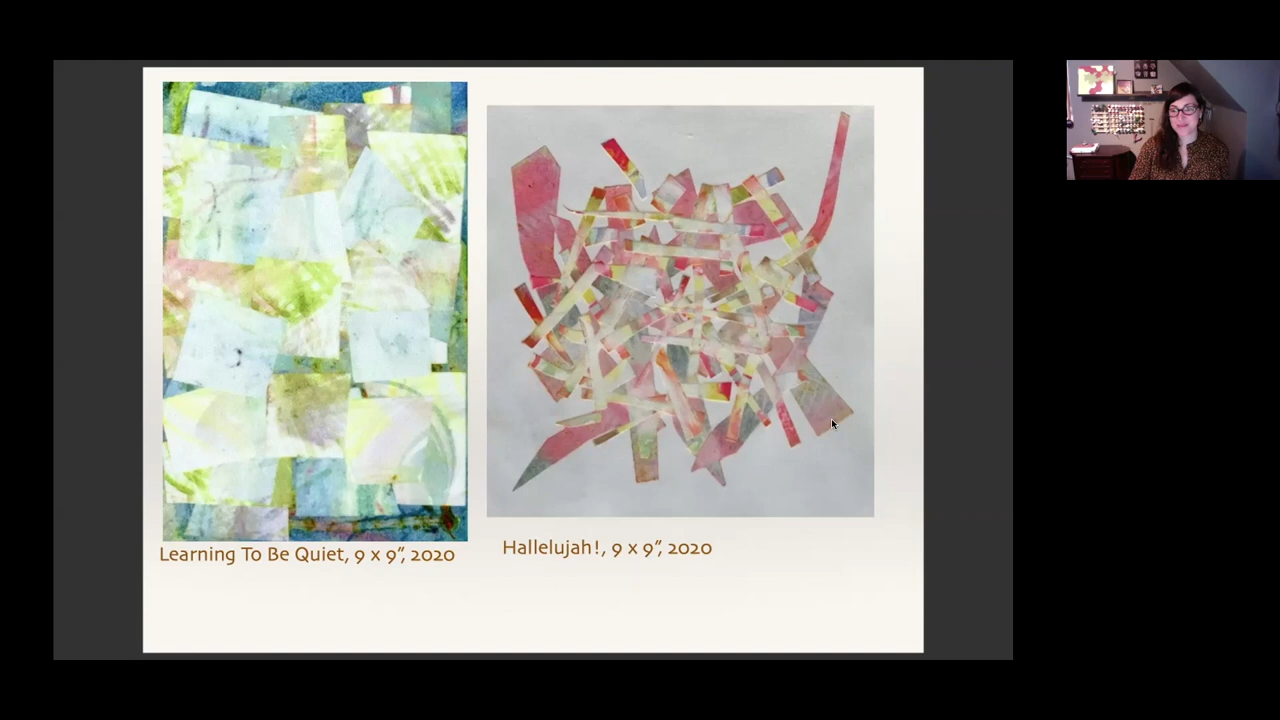 Learning To Be Quiet, 9 x 9", 2020
Hallelujah!, 9 x 9", 2020